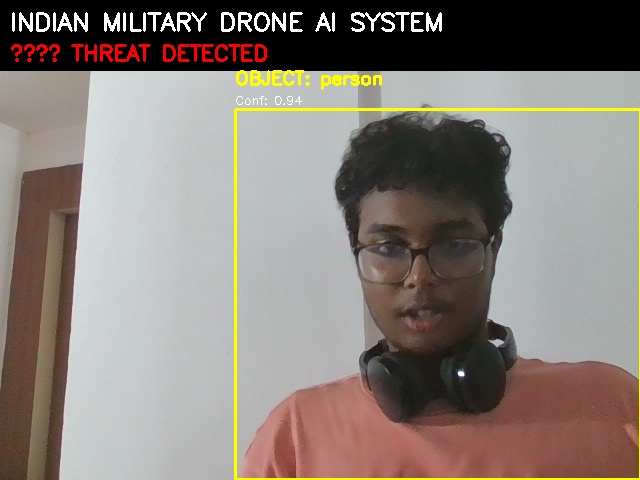 INDIAN MILITARY DRONE AI SYSTEM
???? THREAT DETECTED
OBJECT: person
Conf: 0.94